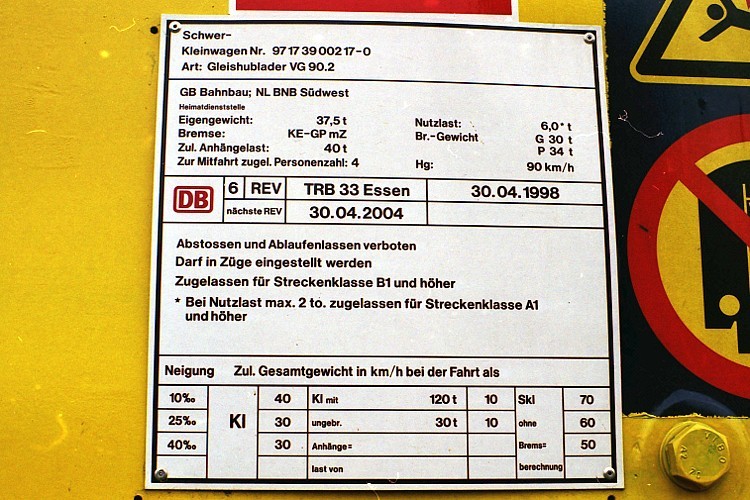 Schwer-
Kleinwagen Nr. 97 17 39 002 17-0
Art: Gleishublader VG 90.2
GB Bahnbau; NL BNB Südwest
Heimatdienststelle
Eigengewicht: 37,5 t Nutzlast: 6,0* t
Bremse: KE-GP mZ Br.-Gewicht G 30 t
Zul. Anhängelast: 40 t P 34 t
Zur Mitfahrt zugel. Personenzahl: 4 Hg: 90 km/h
DB 6 REV TRB 33 Essen 30.04.1998
nächste REV 30.04.2004
Abstossen und Ablaufenlassen verboten
Darf in Züge eingestellt werden
Zugelassen für Streckenklasse B1 und höher
* Bei Nutzlast max. 2 to. zugelassen für Streckenklasse A1
und höher
Neigung Zul. Gesamtgewicht in km/h bei der Fahrt als
10‰ 40 Kl mit 120 t 10 Skl 70
25‰ Kl 30 ungebr. 30 t 10 ohne 60
40‰ 30 Anhänge= Brems= 50
last von berechnung